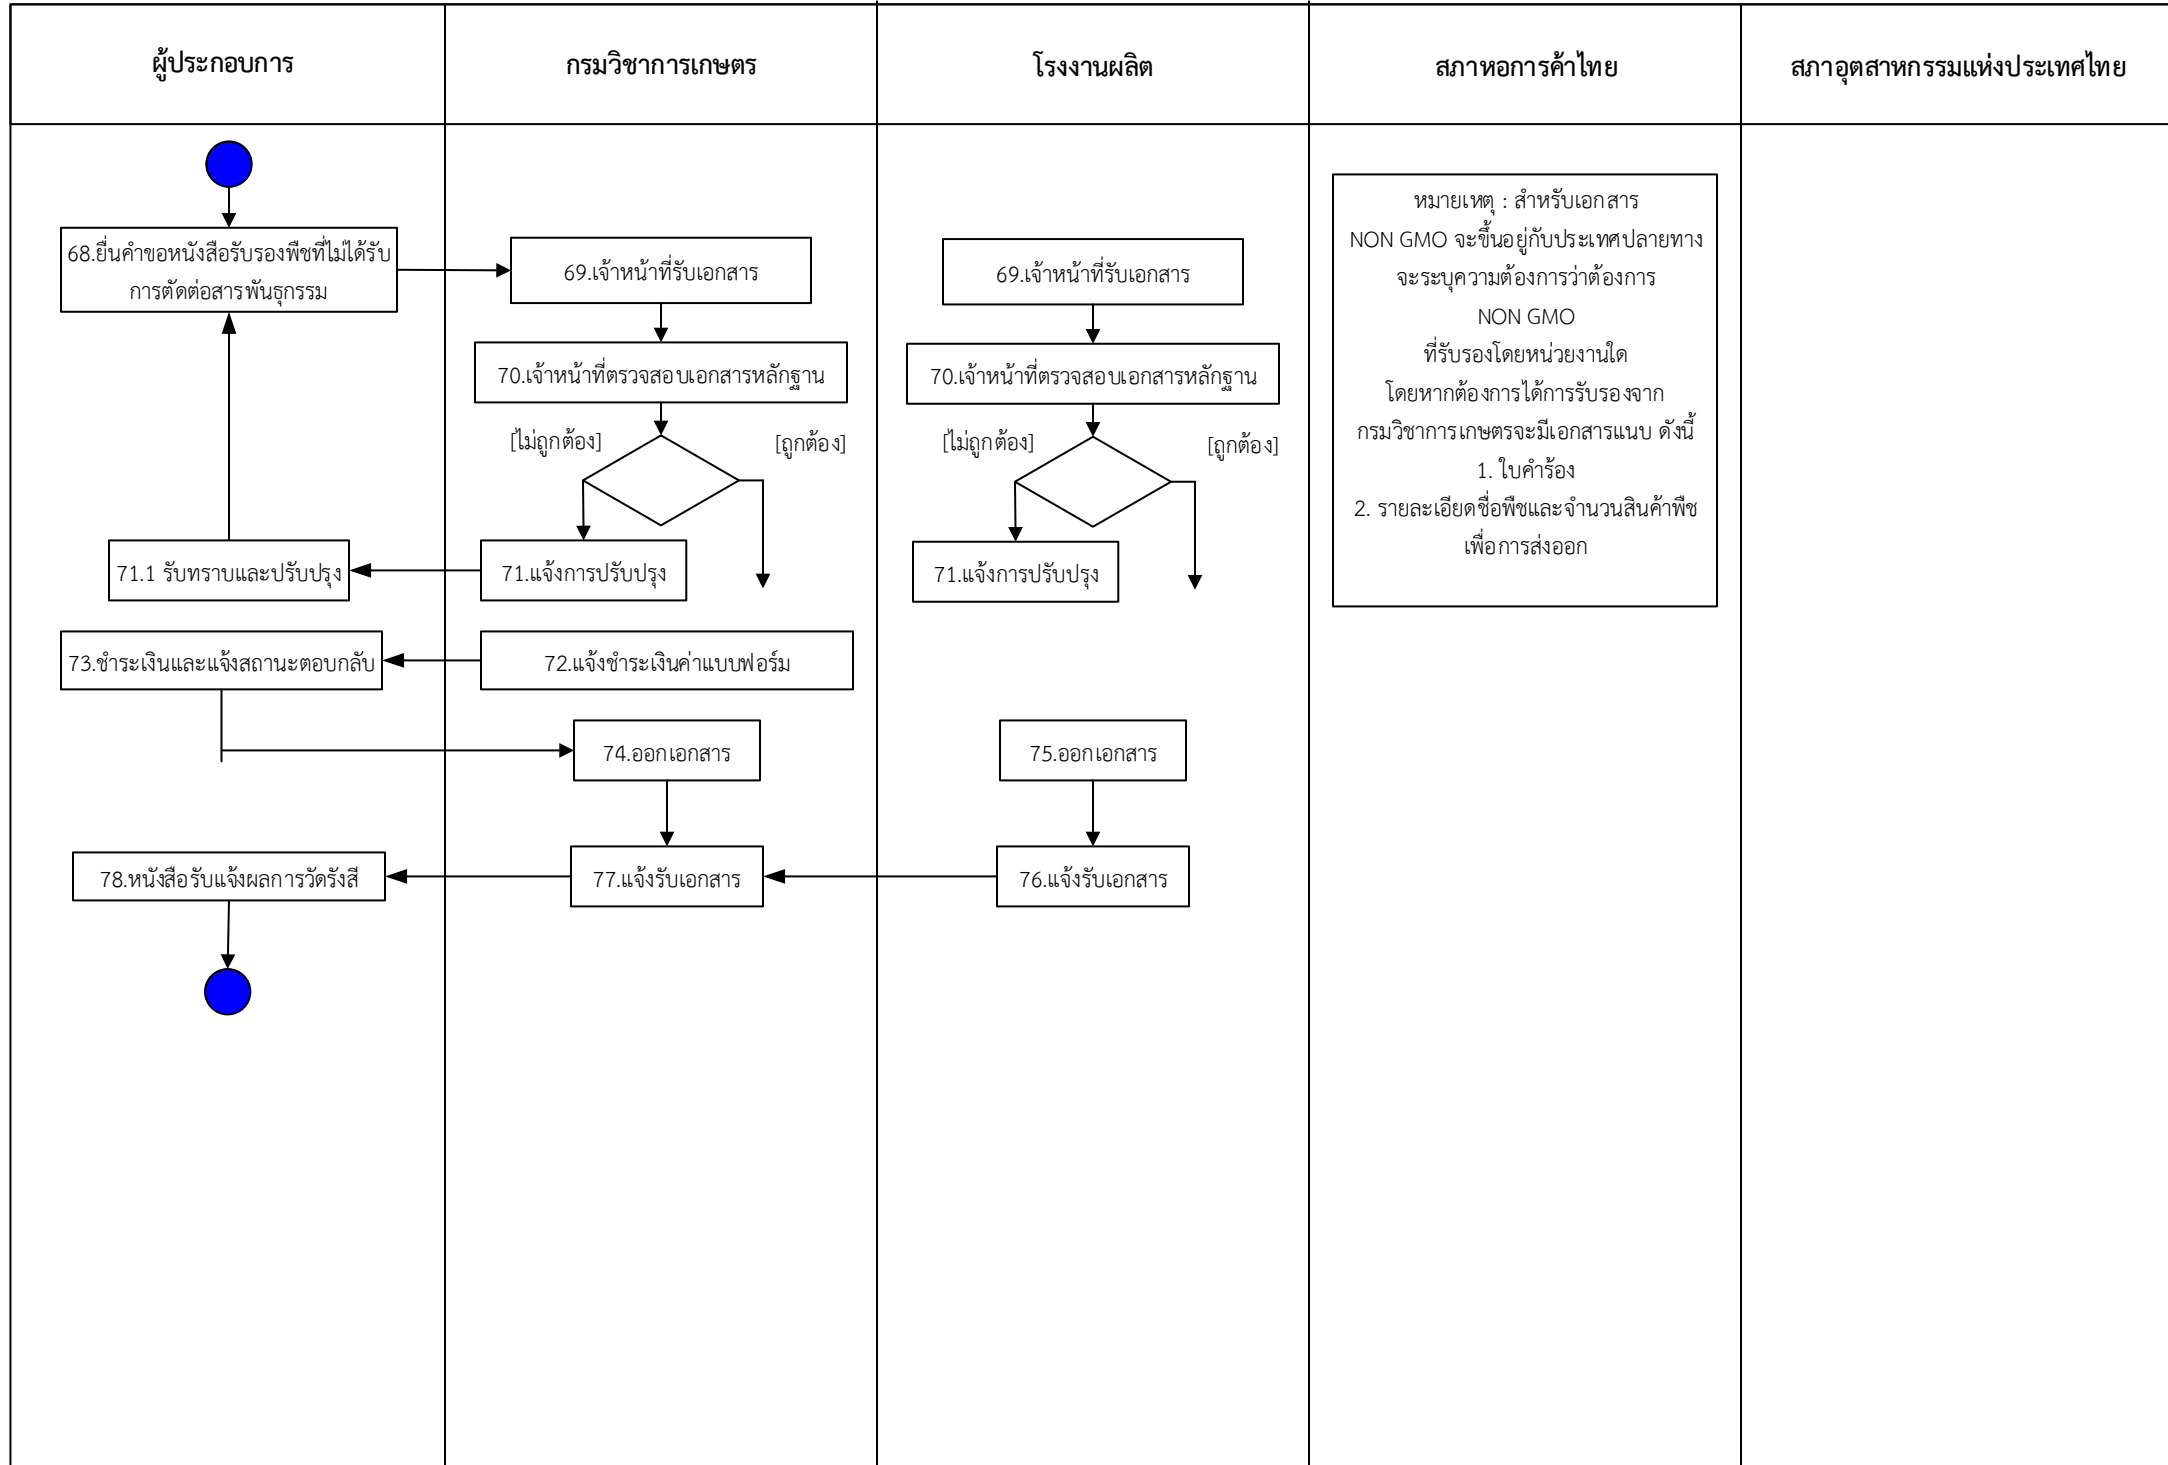 ผู้ประกอบการ
กรมวิชาการเกษตร
โรงงานผลิต
สภาหอการค้าไทย
สภาอุตสาหกรรมแห่งประเทศไทย
68.ยื่นคำขอหนังสือรับรองพืชที่ไม่ได้รับ
การตัดต่อสารพันธุกรรม
69.เจ้าหน้าที่รับเอกสาร
69.เจ้าหน้าที่รับเอกสาร
70.เจ้าหน้าที่ตรวจสอบเอกสารหลักฐาน
70.เจ้าหน้าที่ตรวจสอบเอกสารหลักฐาน
[ไม่ถูกต้อง]
[ถูกต้อง]
[ไม่ถูกต้อง]
[ถูกต้อง]
71.1 รับทราบและปรับปรุง
71.แจ้งการปรับปรุง
71.แจ้งการปรับปรุง
73.ชำระเงินและแจ้งสถานะตอบกลับ
72.แจ้งชำระเงินค่าแบบฟอร์ม
74.ออกเอกสาร
75.ออกเอกสาร
78.หนังสือรับแจ้งผลการวัดรังสี
77.แจ้งรับเอกสาร
76.แจ้งรับเอกสาร
หมายเหตุ : สำหรับเอกสาร
NON GMO จะขึ้นอยู่กับประเทศปลายทาง
จะระบุความต้องการว่าต้องการ
NON GMO
ที่รับรองโดยหน่วยงานใด
โดยหากต้องการได้การรับรองจาก
กรมวิชาการเกษตรจะมีเอกสารแนบ ดังนี้
1. ใบคำร้อง
2. รายละเอียดชื่อพืชและจำนวนสินค้าพืช
เพื่อการส่งออก